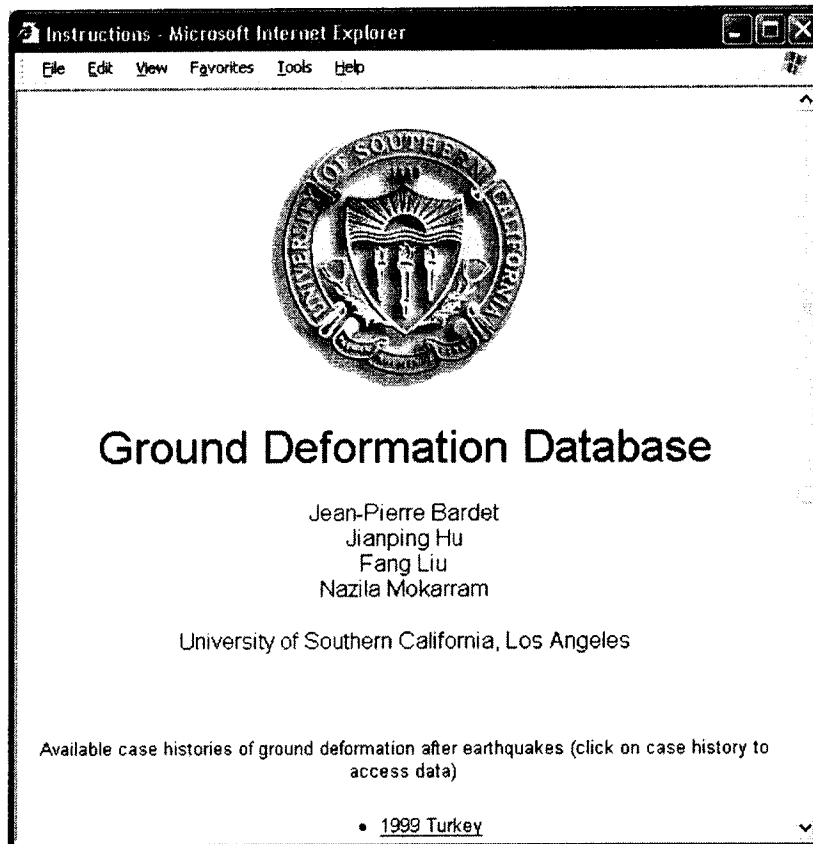 Instructions - Microsoft Internet Explorer
File Edit View Favorites Tools Help
UNIVERSITY OF SOUTHERN CALIFORNIA
Ground Deformation Database
Jean-Pierre Bardet
Jianping Hu
Fang Liu
Nazila Mokarram
University of Southern California, Los Angeles
Available case histories of ground deformation after earthquakes (click on case history to
access data)
• 1999 Turkey